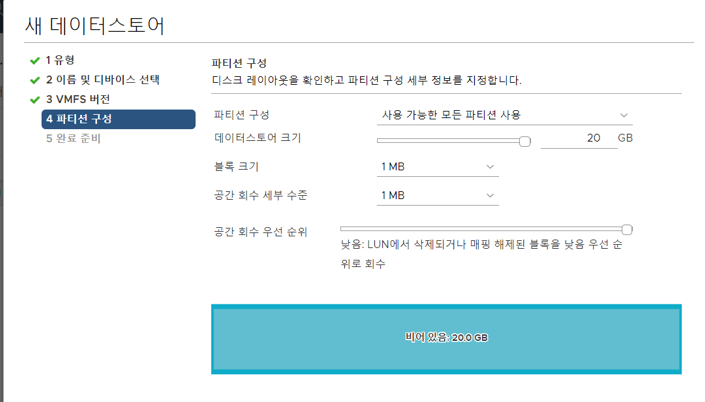 새 데이터스토어
1 유형
2 이름 및 디바이스 선택
3 VMFS 버전
4 파티션 구성
5 완료 준비
파티션 구성
디스크 레이아웃을 확인하고 파티션 구성 세부 정보를 지정합니다.
파티션 구성 사용 가능한 모든 파티션 사용
데이터스토어 크기 20 GB
블록 크기 1 MB
공간 회수 세부 수준 1 MB
공간 회수 우선 순위
낮음: LUN에서 삭제되거나 매핑 해제된 블록을 낮음 우선 순
위로 회수
비어 있음: 20.0 GB